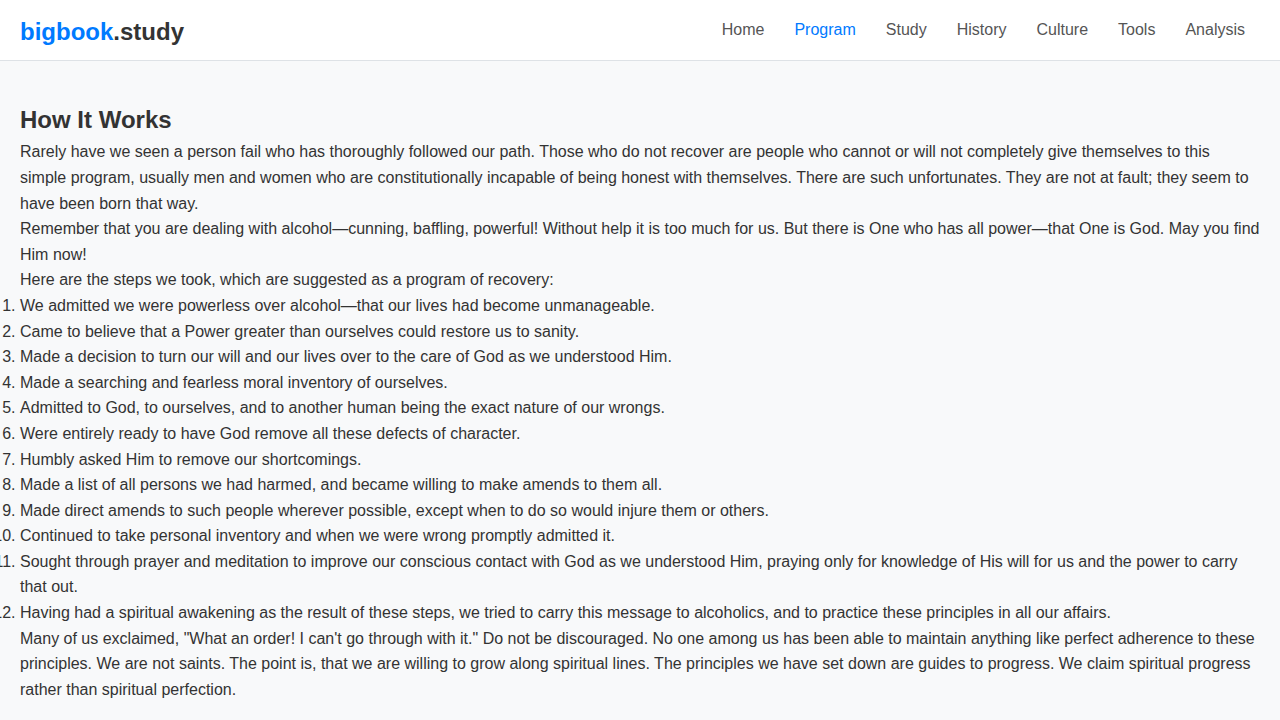 bigbook.study
Home Program Study History Culture Tools Analysis
How It Works
Rarely have we seen a person fail who has thoroughly followed our path. Those who do not recover are people who cannot or will not completely give themselves to this
simple program, usually men and women who are constitutionally incapable of being honest with themselves. There are such unfortunates. They are not at fault; they seem to
have been born that way.
Remember that you are dealing with alcohol—cunning, baffling, powerful! Without help it is too much for us. But there is One who has all power—that One is God. May you find
Him now!
Here are the steps we took, which are suggested as a program of recovery:
1. We admitted we were powerless over alcohol—that our lives had become unmanageable.
2. Came to believe that a Power greater than ourselves could restore us to sanity.
3. Made a decision to turn our will and our lives over to the care of God as we understood Him.
4. Made a searching and fearless moral inventory of ourselves.
5. Admitted to God, to ourselves, and to another human being the exact nature of our wrongs.
6. Were entirely ready to have God remove all these defects of character.
7. Humbly asked Him to remove our shortcomings.
8. Made a list of all persons we had harmed, and became willing to make amends to them all.
9. Made direct amends to such people wherever possible, except when to do so would injure them or others.
10. Continued to take personal inventory and when we were wrong promptly admitted it.
11. Sought through prayer and meditation to improve our conscious contact with God as we understood Him, praying only for knowledge of His will for us and the power to carry
that out.
12. Having had a spiritual awakening as the result of these steps, we tried to carry this message to alcoholics, and to practice these principles in all our affairs.
Many of us exclaimed, "What an order! I can't go through with it." Do not be discouraged. No one among us has been able to maintain anything like perfect adherence to these
principles. We are not saints. The point is, that we are willing to grow along spiritual lines. The principles we have set down are guides to progress. We claim spiritual progress
rather than spiritual perfection.